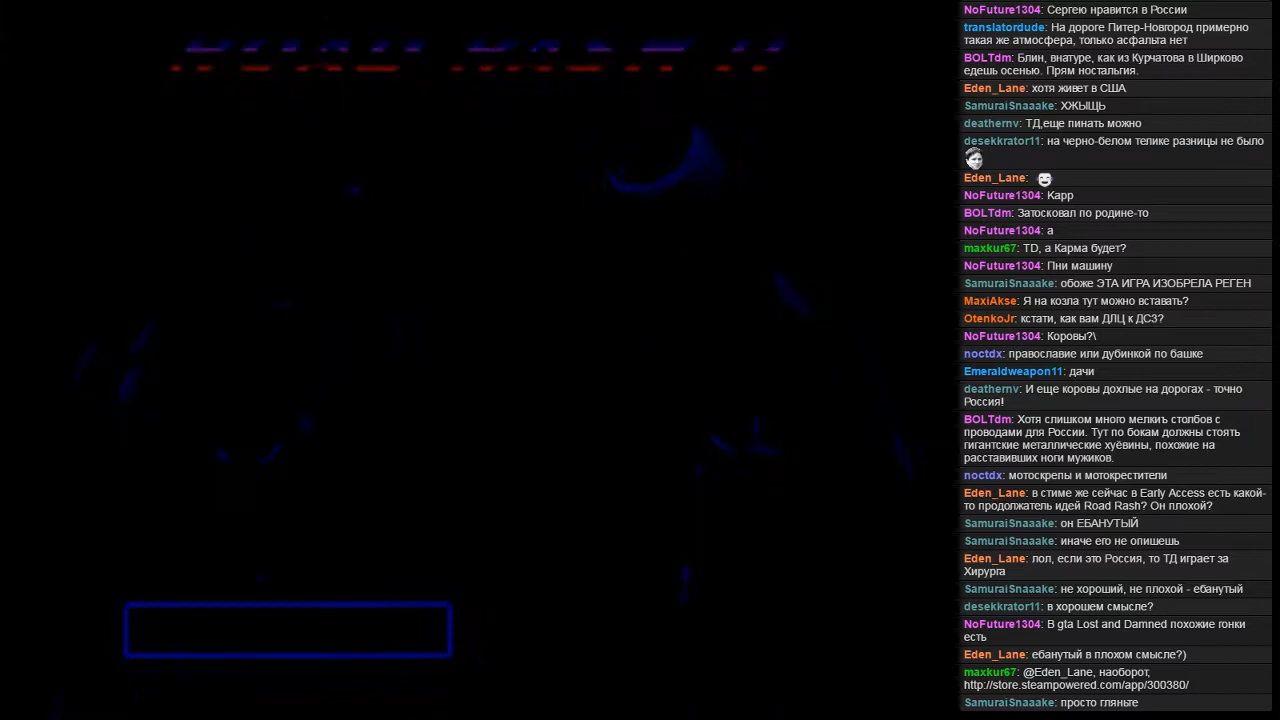 NoFuture1304: Сергею нравится в России
translatordude: На дороге Питер-Новгород примерно
такая же атмосфера, только асфальта нет
BOLTdm: Блин, внатуре, как из Курчатова в Ширково
едешь осенью. Прям ностальгия.
Eden_Lane: хотя живет в США
SamuraiSnaaake: ХЖЫЩЬ
deathernv: ТД,еще пинать можно
desekkrator11: на черно-белом телике разницы не было
Eden_Lane:
NoFuture1304: Карр
BOLTdm: Затосковал по родине-то
NoFuture1304: а
maxkur67: TD, а Карма будет?
NoFuture1304: Пни машину
SamuraiSnaaake: обоже ЭТА ИГРА ИЗОБРЕЛА РЕГЕН
MaxiAkse: Я на козла тут можно вставать?
OtenkoJr: кстати, как вам ДЛЦ к ДС3?
NoFuture1304: Коровы?\
noctdx: православие или дубинкой по башке
Emeraldweapon11: дачи
deathernv: И еще коровы дохлые на дорогах - точно
Россия!
BOLTdm: Хотя слишком много мелкиъ столбов с
проводами для России. Тут по бокам должны стоять
гигантские металлические хуёвины, похожие на
расставивших ноги мужиков.
noctdx: мотоскрепы и мотокрестители
Eden_Lane: в стиме же сейчас в Early Access есть какой-
то продолжатель идей Road Rash? Он плохой?
SamuraiSnaaake: он ЕБАНУТЫЙ
SamuraiSnaaake: иначе его не опишешь
Eden_Lane: лол, если это Россия, то ТД играет за
Хирурга
SamuraiSnaaake: не хороший, не плохой - ебанутый
desekkrator11: в хорошем смысле?
NoFuture1304: В gta Lost and Damned похожие гонки
есть
Eden_Lane: ебанутый в плохом смысле?)
maxkur67: @Eden_Lane, наоборот,
http://store.steampowered.com/app/300380/
SamuraiSnaaake: просто гляньте